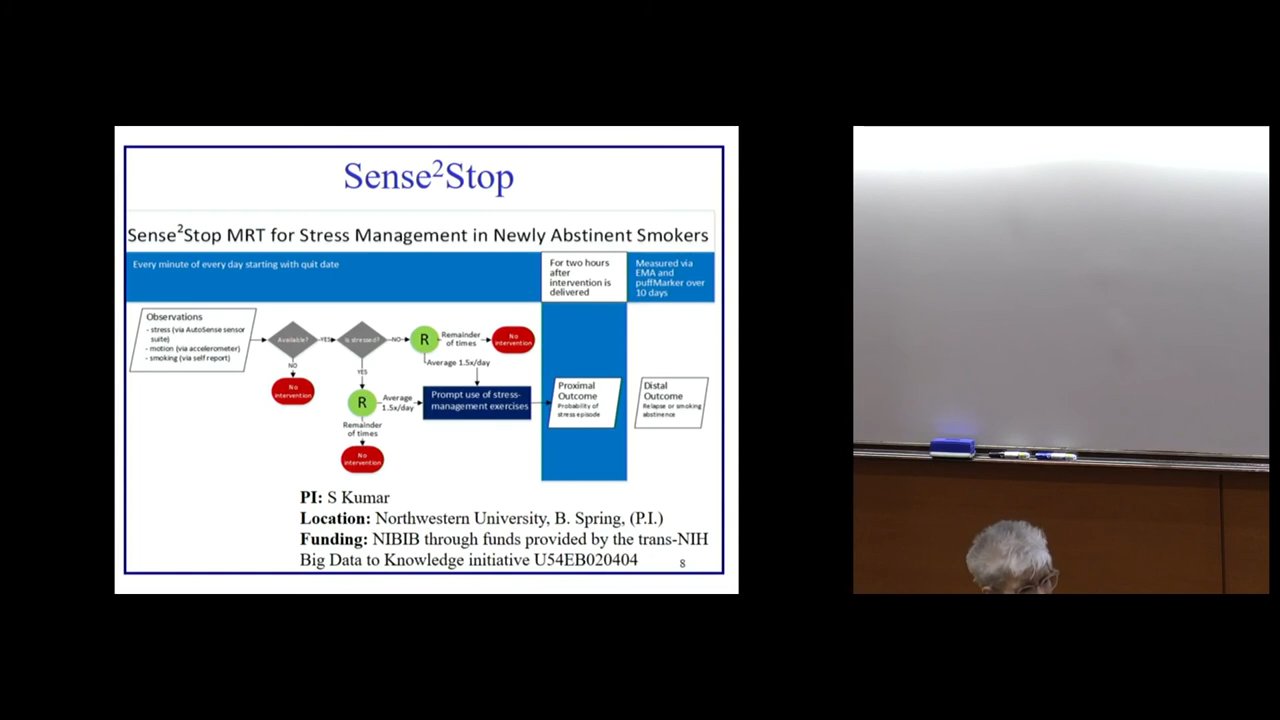 Sense²Stop
Sense²Stop MRT for Stress Management in Newly Abstinent Smokers
Every minute of every day starting with quit date
For two hours
after
intervention is
delivered
Measured via
EMA and
puffMarker over
10 days
Observations
- stress (via AutoSense sensor
suite)
- motion (via accelerometer)
- smoking (via self report)
Available?
YES
Is stressed?
NO
R
Remainder
of times
No
intervention
NO
No
intervention
Average 1.5x/day
YES
R
Average
1.5x/day
Prompt use of stress-
management exercises
Proximal
Outcome
Probability of
stress episode
Distal
Outcome
Relapse or smoking
abstinence
Remainder
of times
No
intervention
PI: S Kumar
Location: Northwestern University, B. Spring, (P.I.)
Funding: NIBIB through funds provided by the trans-NIH
Big Data to Knowledge initiative U54EB020404
8